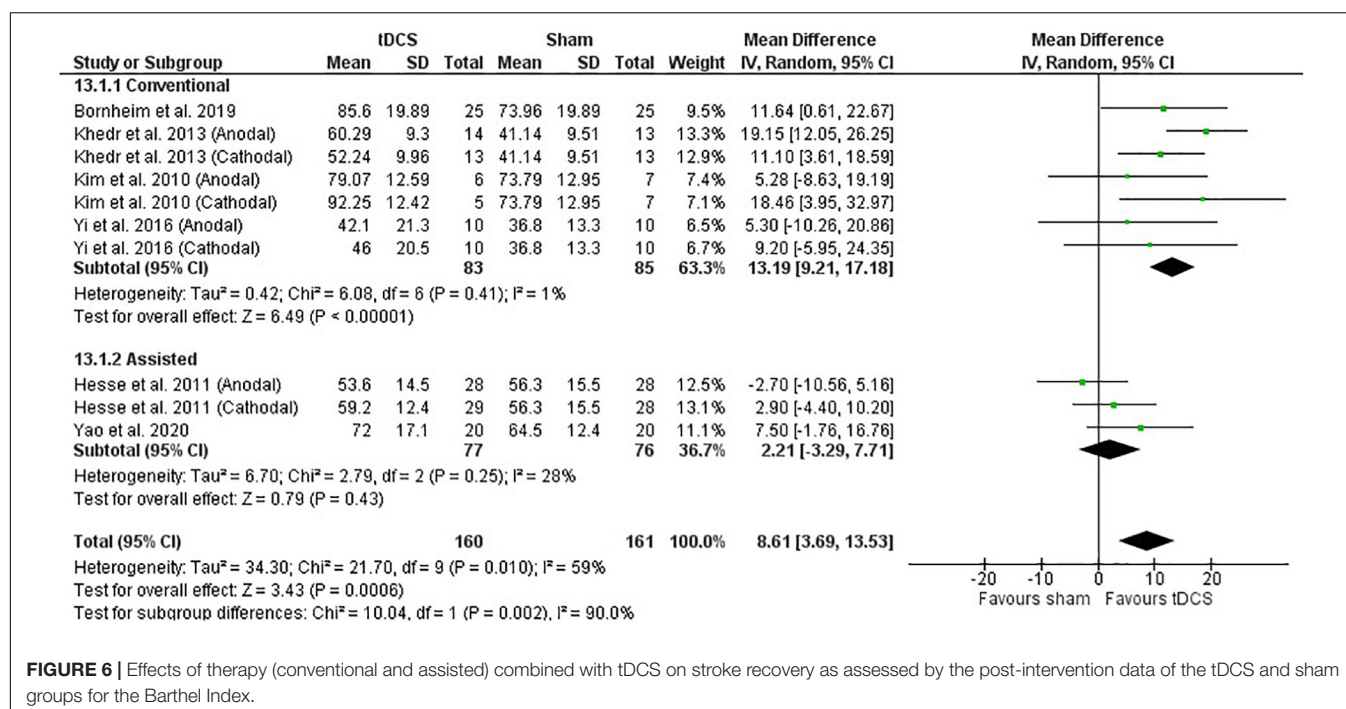 tDCS Sham Mean Difference Mean Difference
Study or Subgroup Mean SD Total Mean SD Total Weight IV, Random, 95% CI IV, Random, 95% CI
13.1.1 Conventional
Bornheim et al. 2019 85.6 19.89 25 73.96 19.89 25 9.5% 11.64 [0.61, 22.67]
Khedr et al. 2013 (Anodal) 60.29 9.3 14 41.14 9.51 13 13.3% 19.15 [12.05, 26.25]
Khedr et al. 2013 (Cathodal) 52.24 9.96 13 41.14 9.51 13 12.9% 11.10 [3.61, 18.59]
Kim et al. 2010 (Anodal) 79.07 12.59 6 73.79 12.95 7 7.4% 5.28 [-8.63, 19.19]
Kim et al. 2010 (Cathodal) 92.25 12.42 5 73.79 12.95 7 7.1% 18.46 [3.95, 32.97]
Yi et al. 2016 (Anodal) 42.1 21.3 10 36.8 13.3 10 6.5% 5.30 [-10.26, 20.86]
Yi et al. 2016 (Cathodal) 46 20.5 10 36.8 13.3 10 6.7% 9.20 [-5.95, 24.35]
Subtotal (95% CI) 83 85 63.3% 13.19 [9.21, 17.18]
Heterogeneity: Tau² = 0.42; Chi² = 6.08, df = 6 (P = 0.41); I² = 1%
Test for overall effect: Z = 6.49 (P < 0.00001)
13.1.2 Assisted
Hesse et al. 2011 (Anodal) 53.6 14.5 28 56.3 15.5 28 12.5% -2.70 [-10.56, 5.16]
Hesse et al. 2011 (Cathodal) 59.2 12.4 29 56.3 15.5 28 13.1% 2.90 [-4.40, 10.20]
Yao et al. 2020 72 17.1 20 64.5 12.4 20 11.1% 7.50 [-1.76, 16.76]
Subtotal (95% CI) 77 76 36.7% 2.21 [-3.29, 7.71]
Heterogeneity: Tau² = 6.70; Chi² = 2.79, df = 2 (P = 0.25); I² = 28%
Test for overall effect: Z = 0.79 (P = 0.43)
Total (95% CI) 160 161 100.0% 8.61 [3.69, 13.53]
Heterogeneity: Tau² = 34.30; Chi² = 21.70, df = 9 (P = 0.010); I² = 59%
Test for overall effect: Z = 3.43 (P = 0.0006)
Test for subgroup differences: Chi² = 10.04, df = 1 (P = 0.002), I² = 90.0%
-20 -10 0 10 20
Favours sham Favours tDCS
FIGURE 6 | Effects of therapy (conventional and assisted) combined with tDCS on stroke recovery as assessed by the post-intervention data of the tDCS and sham
groups for the Barthel Index.